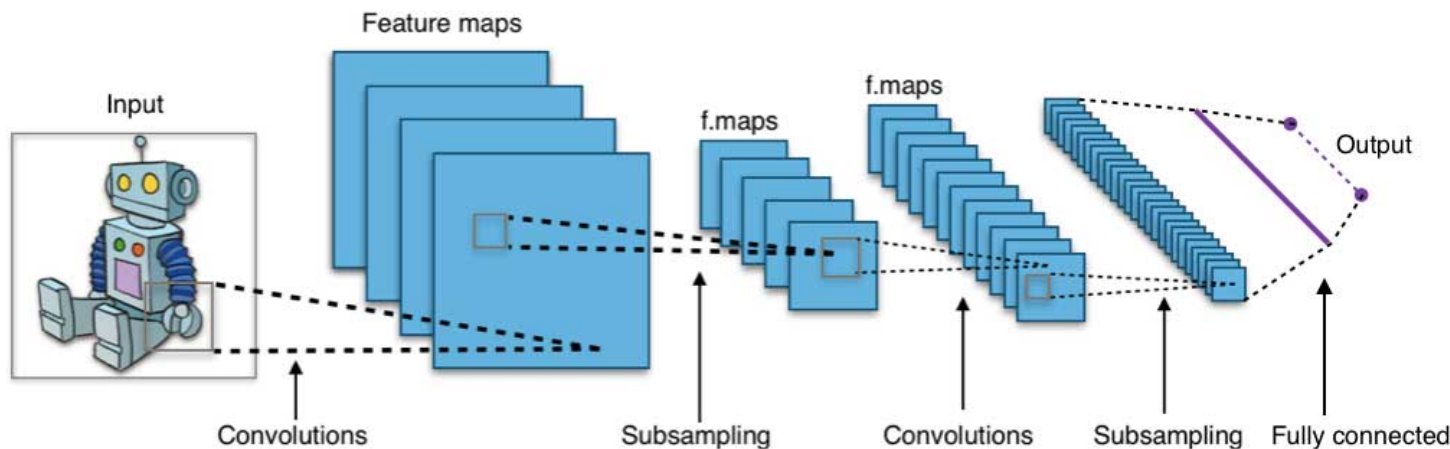 Feature maps
Input
f.maps
f.maps
Output
Convolutions
Subsampling
Convolutions
Subsampling
Fully connected